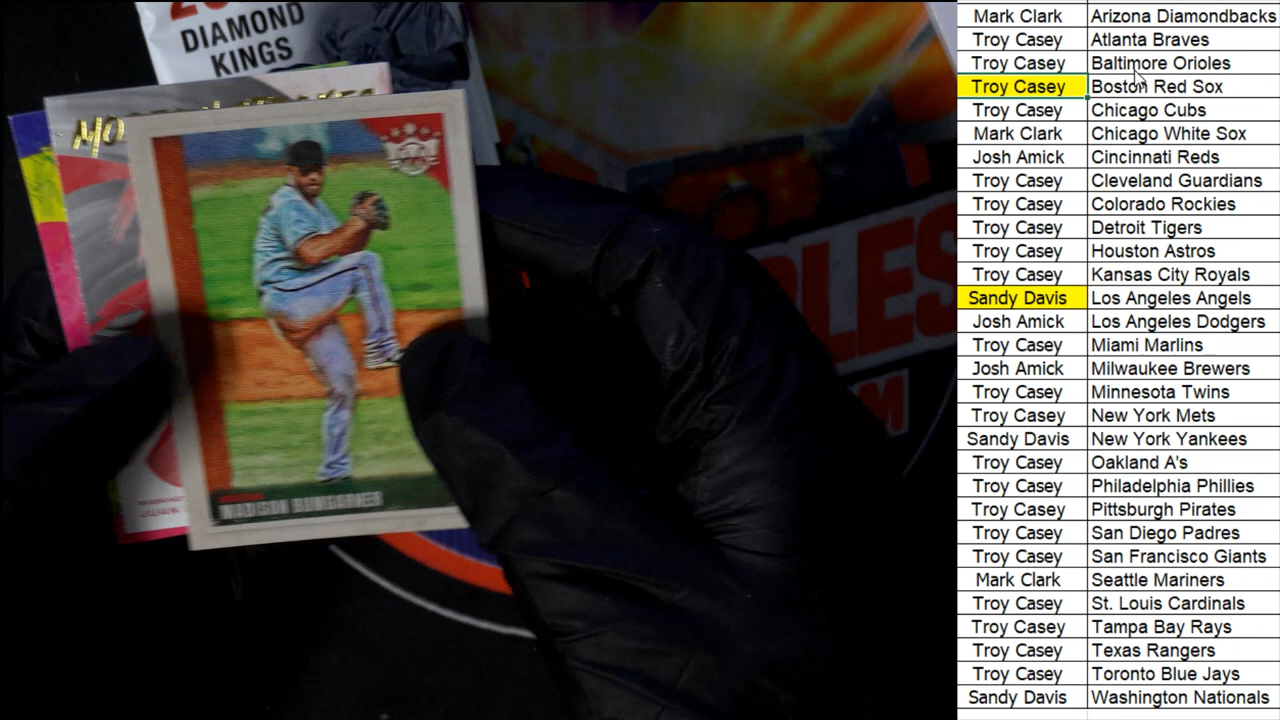 DIAMOND
KINGS
MADISON BUMGARNER
Mark Clark Arizona Diamondbacks
Troy Casey Atlanta Braves
Troy Casey Baltimore Orioles
Troy Casey Boston Red Sox
Troy Casey Chicago Cubs
Mark Clark Chicago White Sox
Josh Amick Cincinnati Reds
Troy Casey Cleveland Guardians
Troy Casey Colorado Rockies
Troy Casey Detroit Tigers
Troy Casey Houston Astros
Troy Casey Kansas City Royals
Sandy Davis Los Angeles Angels
Josh Amick Los Angeles Dodgers
Troy Casey Miami Marlins
Josh Amick Milwaukee Brewers
Troy Casey Minnesota Twins
Troy Casey New York Mets
Sandy Davis New York Yankees
Troy Casey Oakland A's
Troy Casey Philadelphia Phillies
Troy Casey Pittsburgh Pirates
Troy Casey San Diego Padres
Troy Casey San Francisco Giants
Mark Clark Seattle Mariners
Troy Casey St. Louis Cardinals
Troy Casey Tampa Bay Rays
Troy Casey Texas Rangers
Troy Casey Toronto Blue Jays
Sandy Davis Washington Nationals